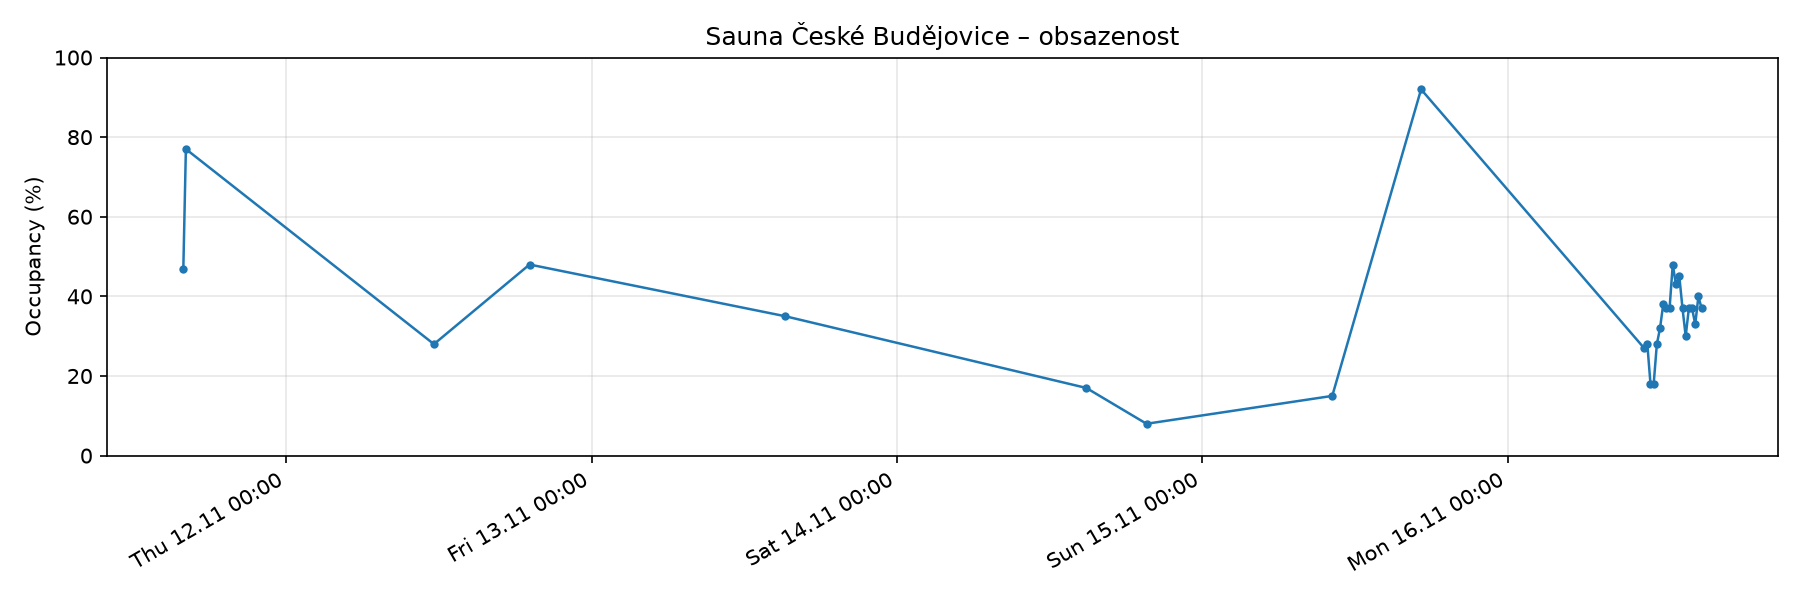 Sauna České Budějovice – obsazenost
Occupancy (%)
100
80
60
40
20
0
Thu 12.11 00:00
Fri 13.11 00:00
Sat 14.11 00:00
Sun 15.11 00:00
Mon 16.11 00:00